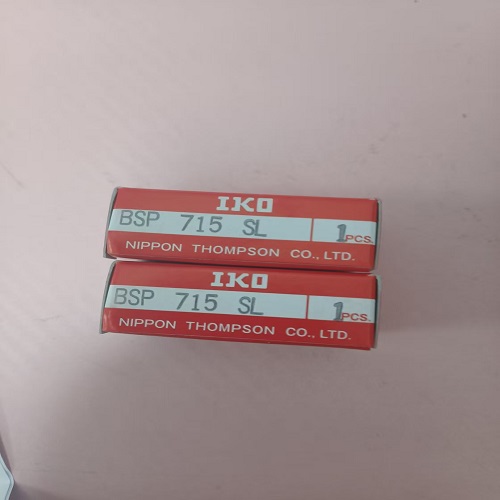 IKO
BSP 715 SL 1 PCS.
NIPPON THOMPSON CO., LTD.
IKO
BSP 715 SL 1 PCS.
NIPPON THOMPSON CO., LTD.